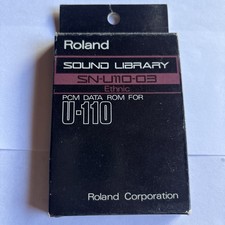 Roland
SOUND LIBRARY
SN-U110-03
Ethnic
PCM DATA ROM FOR
U-110
Roland Corporation